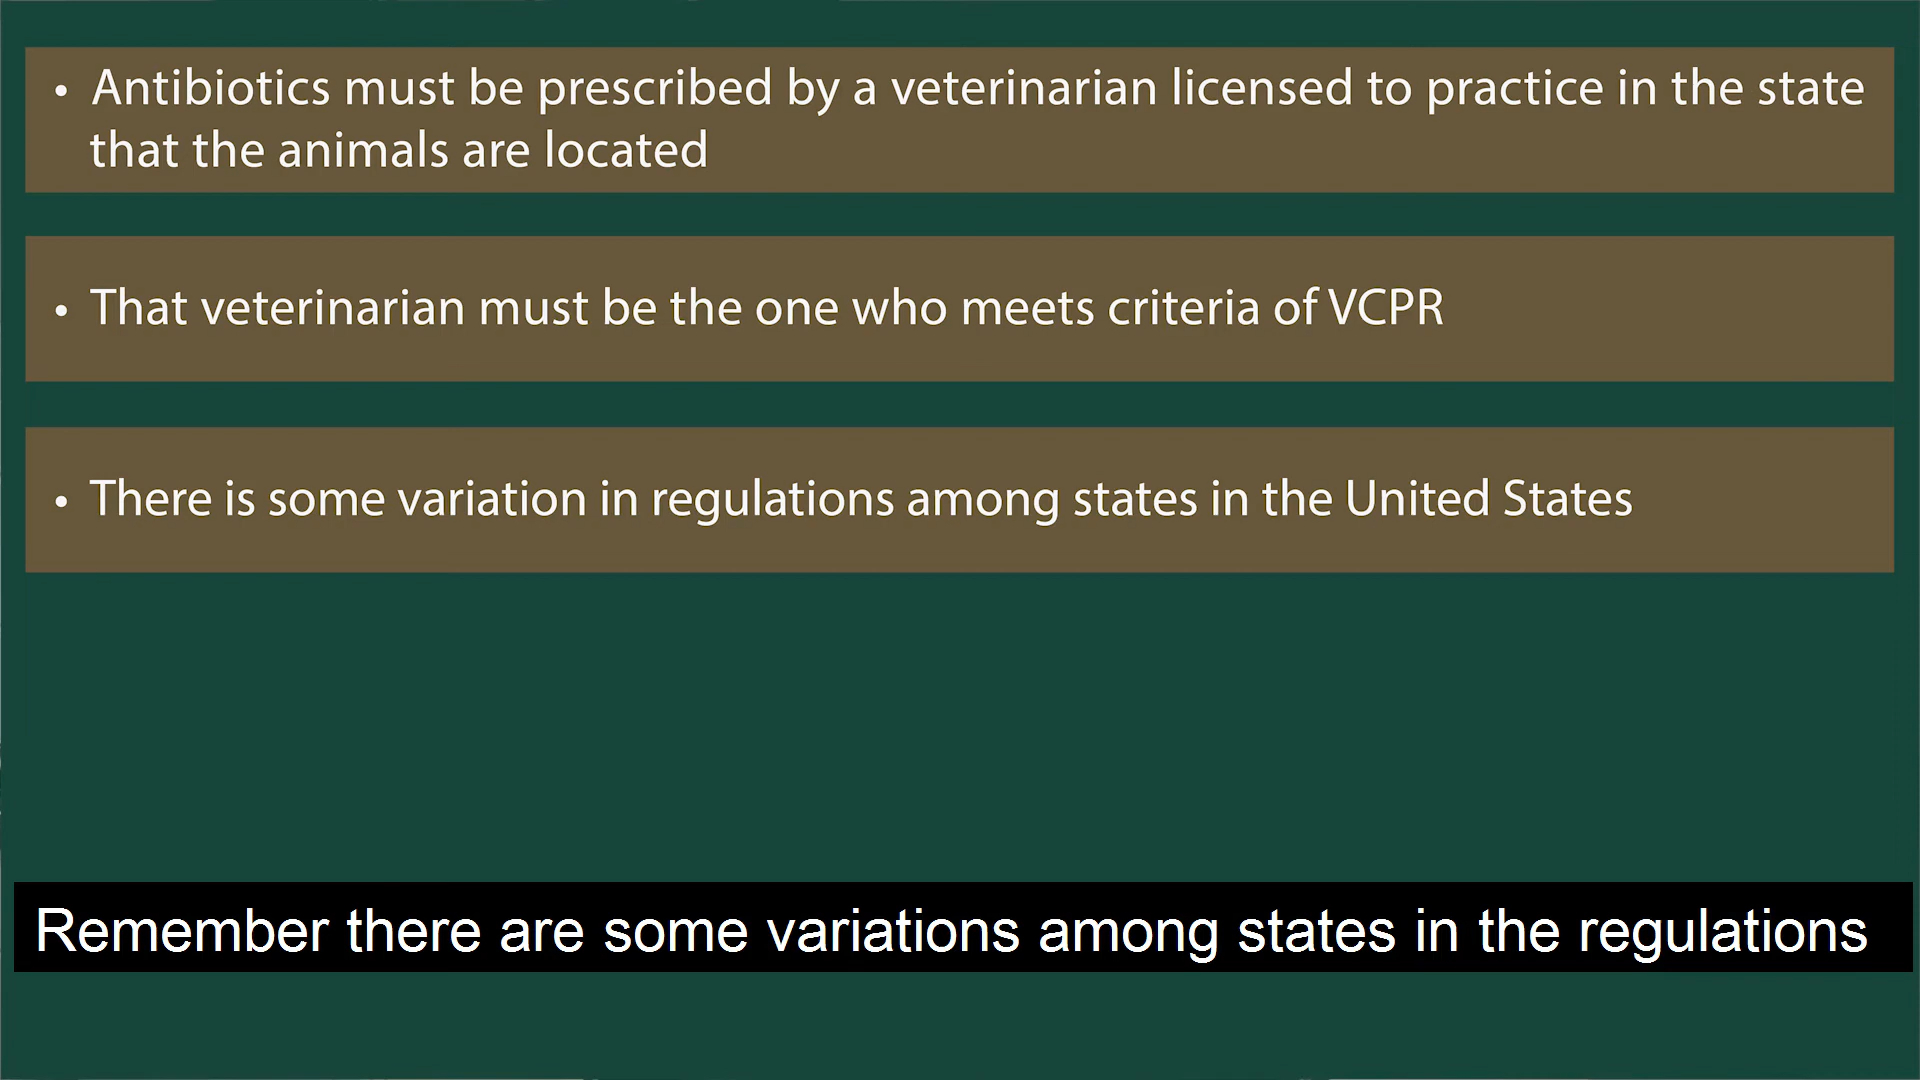 • Antibiotics must be prescribed by a veterinarian licensed to practice in the state
that the animals are located
• That veterinarian must be the one who meets criteria of VCPR
• There is some variation in regulations among states in the United States
Remember there are some variations among states in the regulations